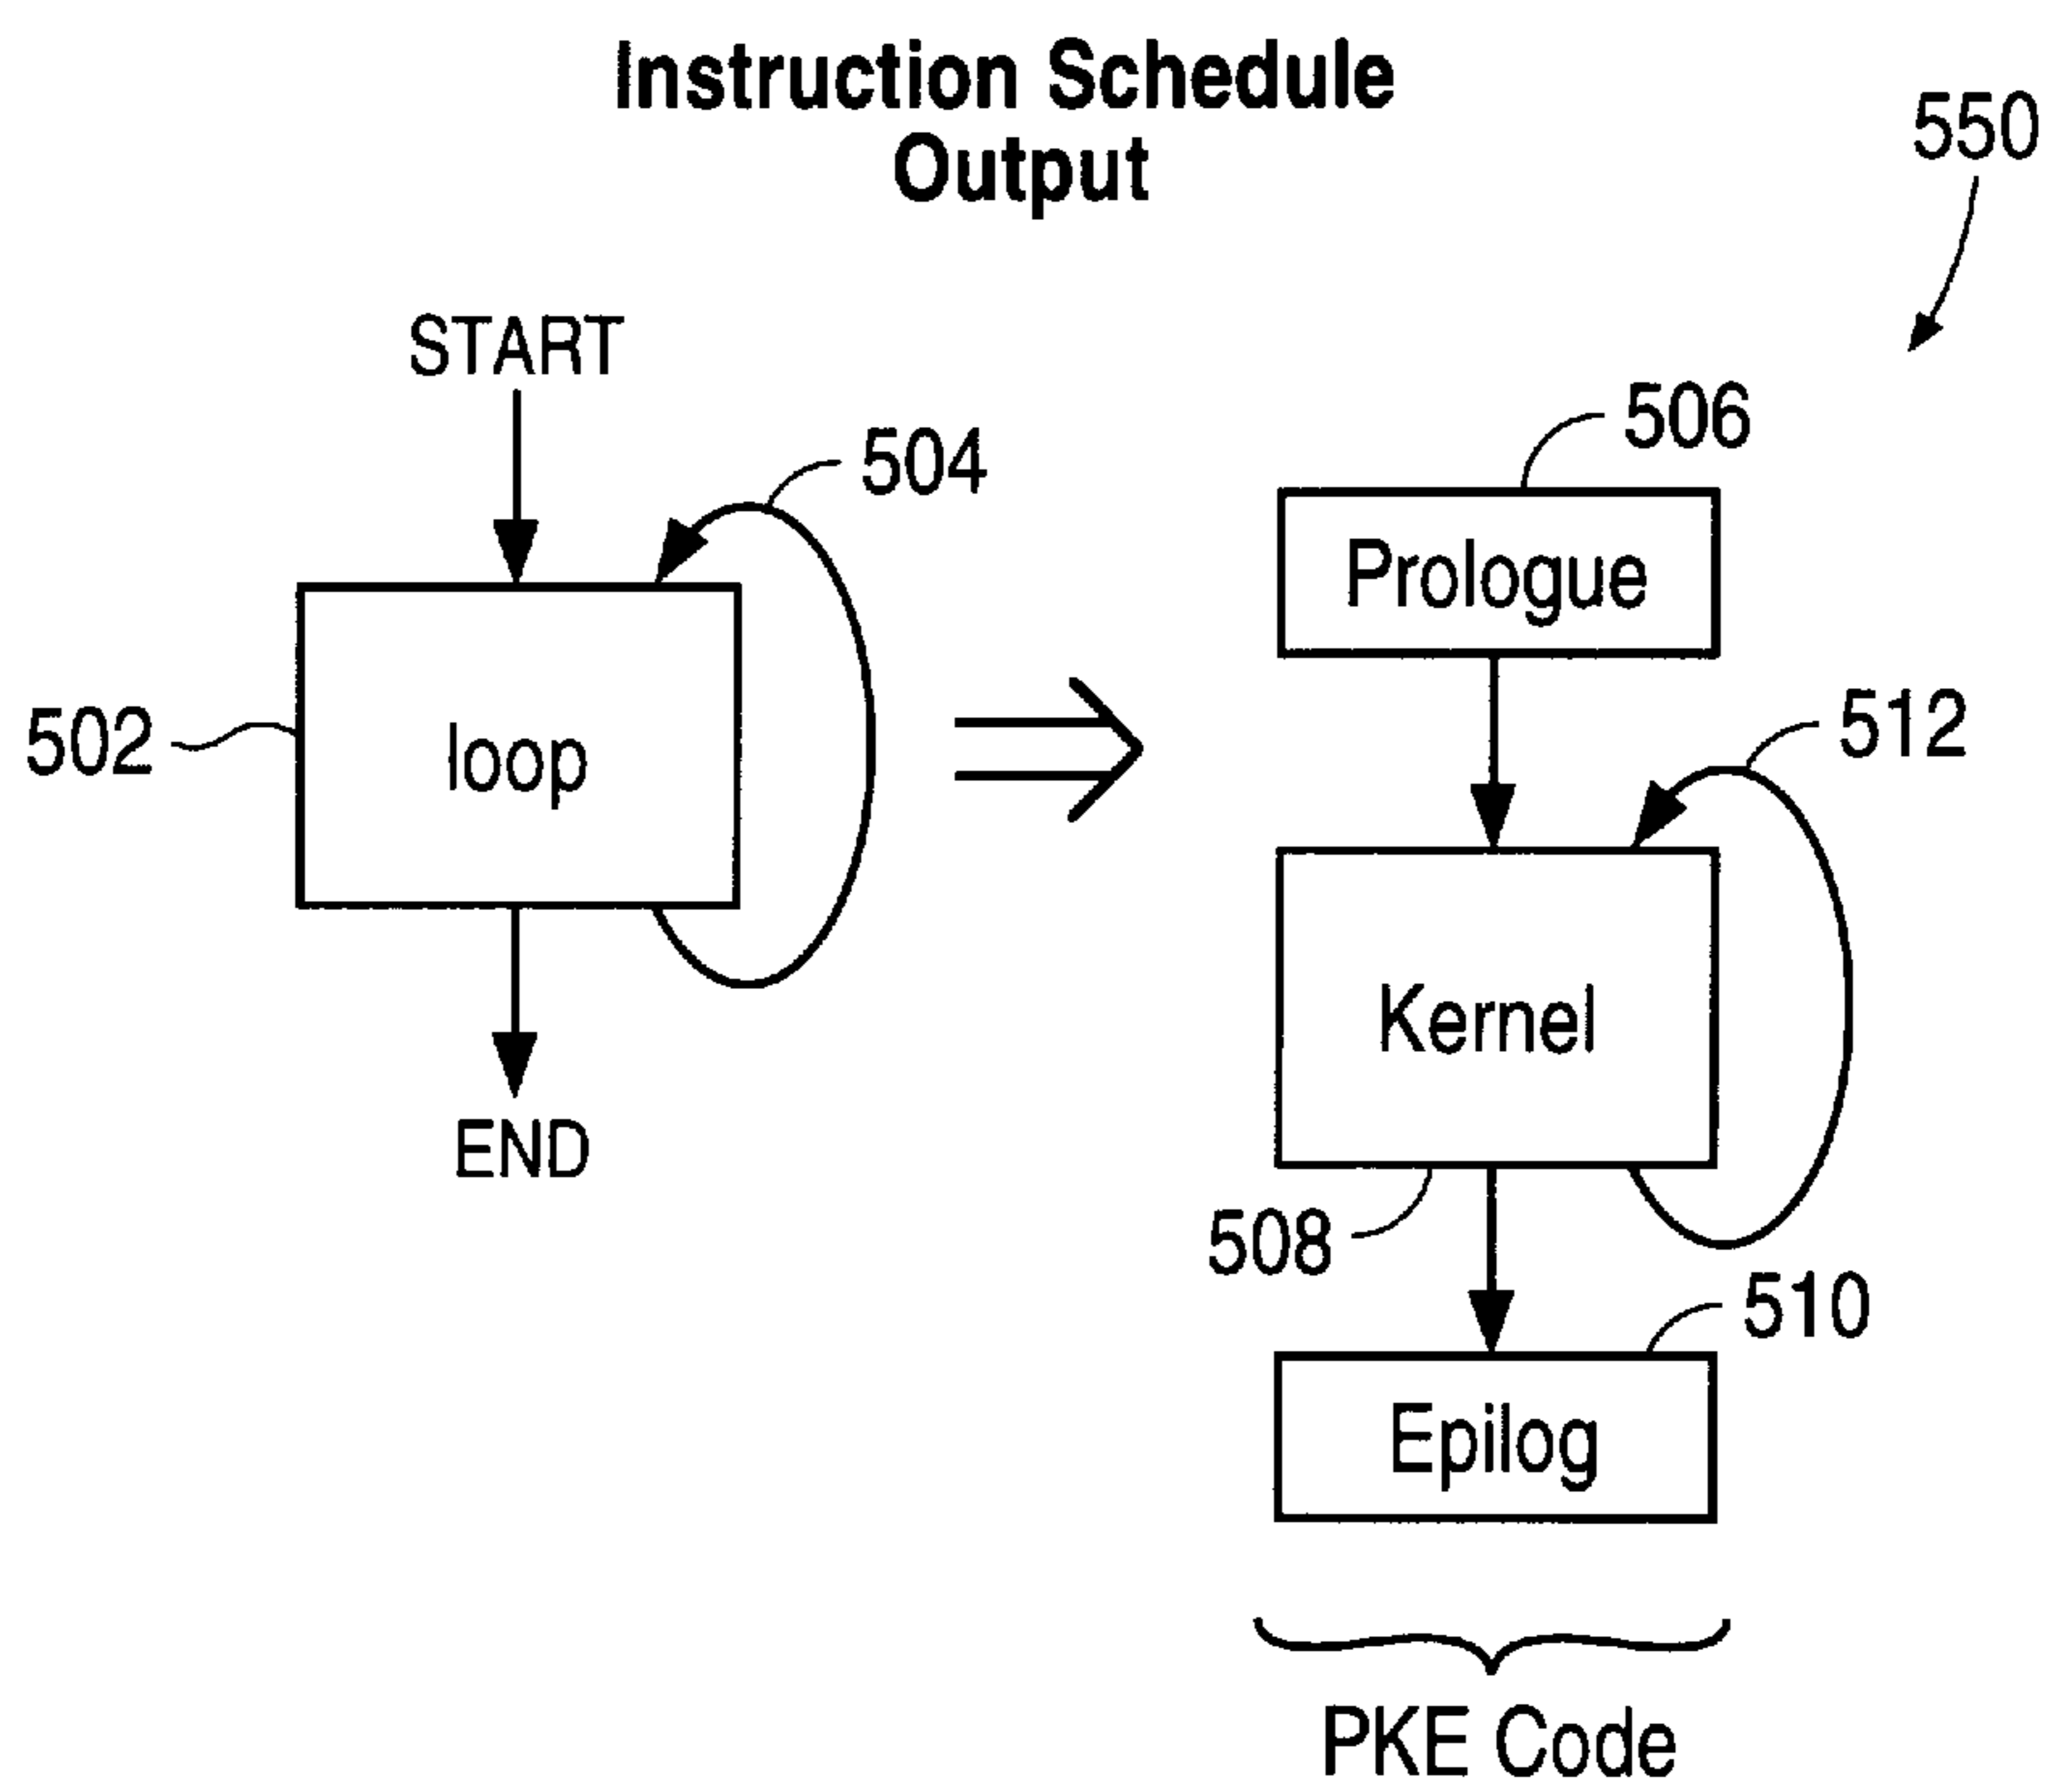 Instruction Schedule
Output
550
START
504
502
loop
END
506
Prologue
512
Kernel
508
510
Epilog
PKE Code